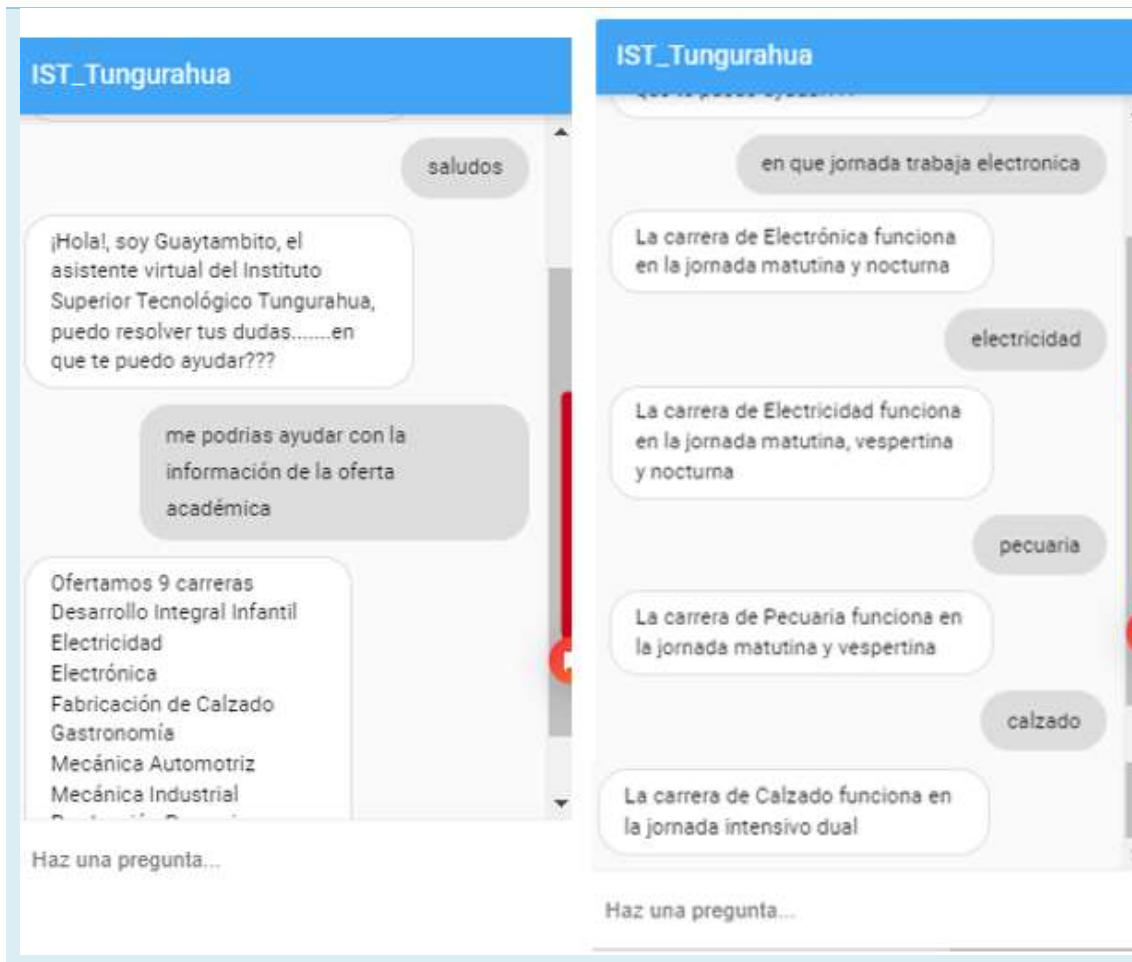 IST_Tungurahua
saludos
¡Hola!, soy Guaytambito, el
asistente virtual del Instituto
Superior Tecnológico Tungurahua,
puedo resolver tus dudas.......en
que te puedo ayudar???
me podrias ayudar con la
información de la oferta
académica
Ofertamos 9 carreras
Desarrollo Integral Infantil
Electricidad
Electrónica
Fabricación de Calzado
Gastronomía
Mecánica Automotriz
Mecánica Industrial
Haz una pregunta...
IST_Tungurahua
en que jornada trabaja electronica
La carrera de Electrónica funciona
en la jornada matutina y nocturna
electricidad
La carrera de Electricidad funciona
en la jornada matutina, vespertina
y nocturna
pecuaria
La carrera de Pecuaria funciona en
la jornada matutina y vespertina
calzado
La carrera de Calzado funciona en
la jornada intensivo dual
Haz una pregunta...